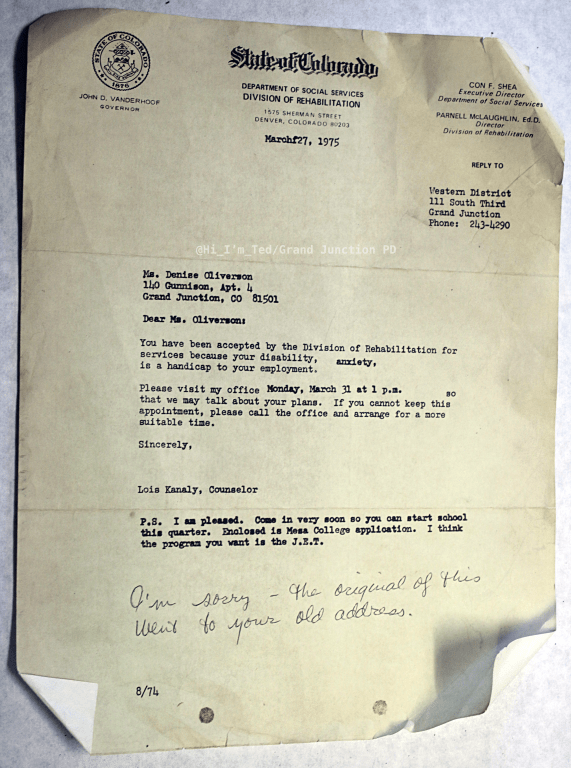 STATE OF COLORADO
1876
JOHN D. VANDERHOOF
GOVERNOR
State of Colorado
DEPARTMENT OF SOCIAL SERVICES
DIVISION OF REHABILITATION
1575 SHERMAN STREET
DENVER, COLORADO 80203
March 27, 1975
CON F. SHEA
Executive Director
Department of Social Services
PARNELL McLAUGHLIN, Ed.D.
Director
Division of Rehabilitation
REPLY TO
Western District
111 South Third
Grand Junction
Phone: 243-4290
@Hi_I'm_Ted/Grand Junction PD
Ms. Denise Oliverson
140 Gunnison, Apt. 4
Grand Junction, CO 81501
Dear Ms. Oliverson:
You have been accepted by the Division of Rehabilitation for
services because your disability, anxiety,
is a handicap to your employment.
Please visit my office Monday, March 31 at 1 p.m. so
that we may talk about your plans. If you cannot keep this
appointment, please call the office and arrange for a more
suitable time.
Sincerely,
Lois Kanaly, Counselor
P.S. I am pleased. Come in very soon so you can start school
this quarter. Enclosed is Mesa College application. I think
the program you want is the J.E.T.
I'm sorry - the original of this
went to your old address.
8/74